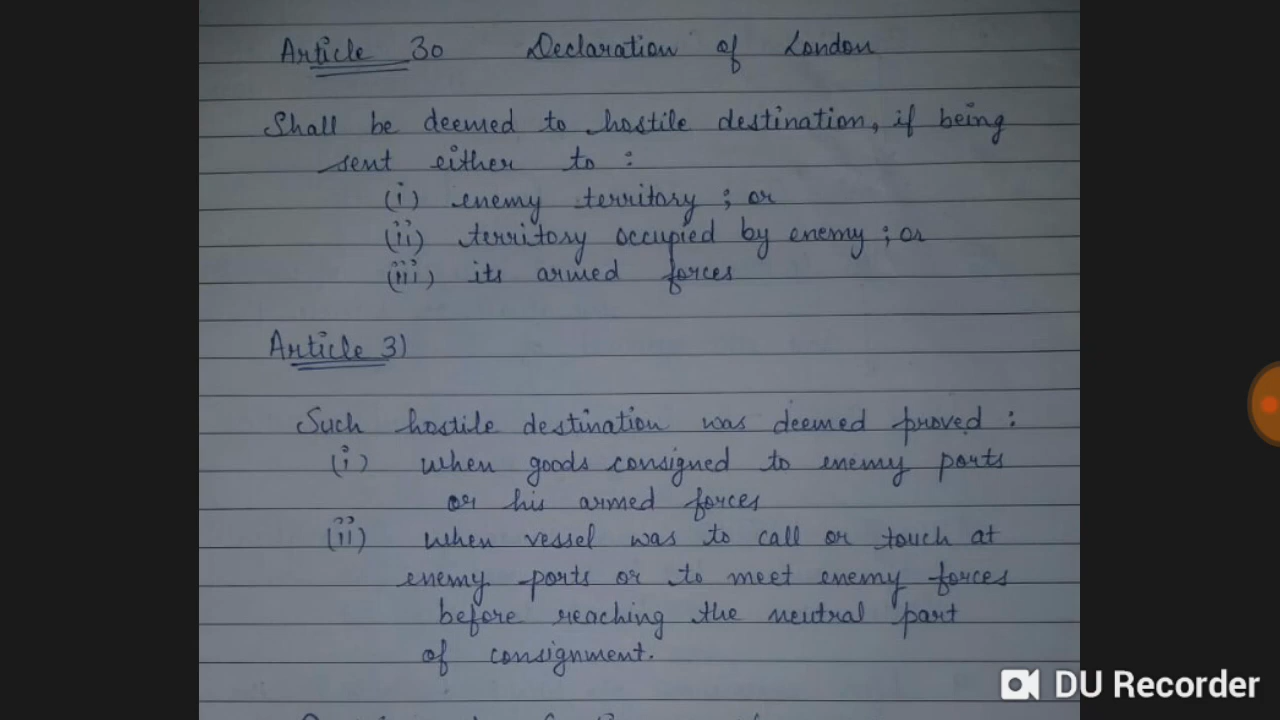 Article 30 Declaration of London
Shall be deemed to hostile destination, if being
sent either to :
(i) enemy territory ; or
(ii) territory occupied by enemy ; or
(iii) its armed forces
Article 31
Such hostile destination was deemed proved :
(i) when goods consigned to enemy ports
or his armed forces
(ii) when vessel was to call or touch at
enemy ports or to meet enemy forces
before reaching the neutral part
of consignment.
DU Recorder